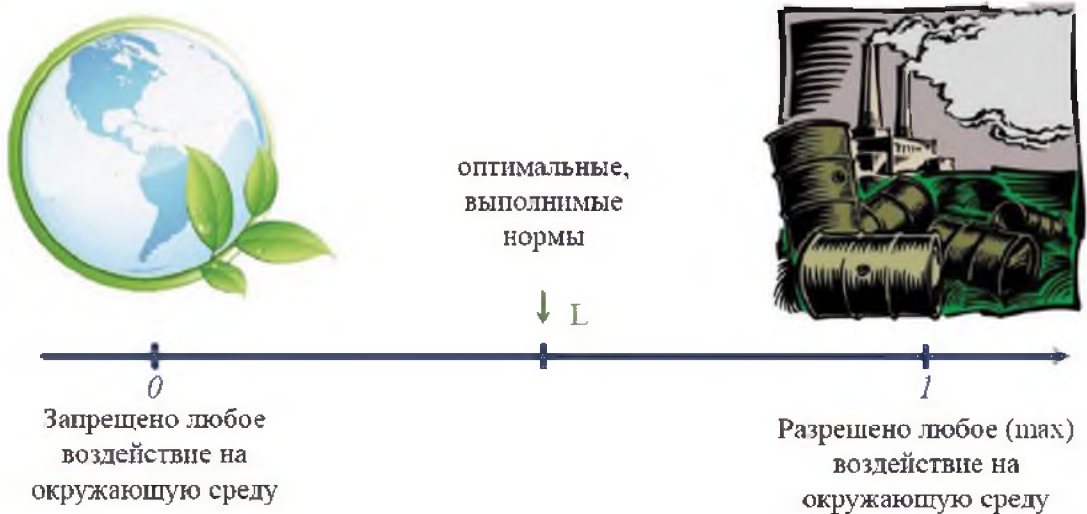 оптимальные,
выполнимые
нормы
L
0
1
Запрещено любое
воздействие на
окружающую среду
Разрешено любое (max)
воздействие на
окружающую среду